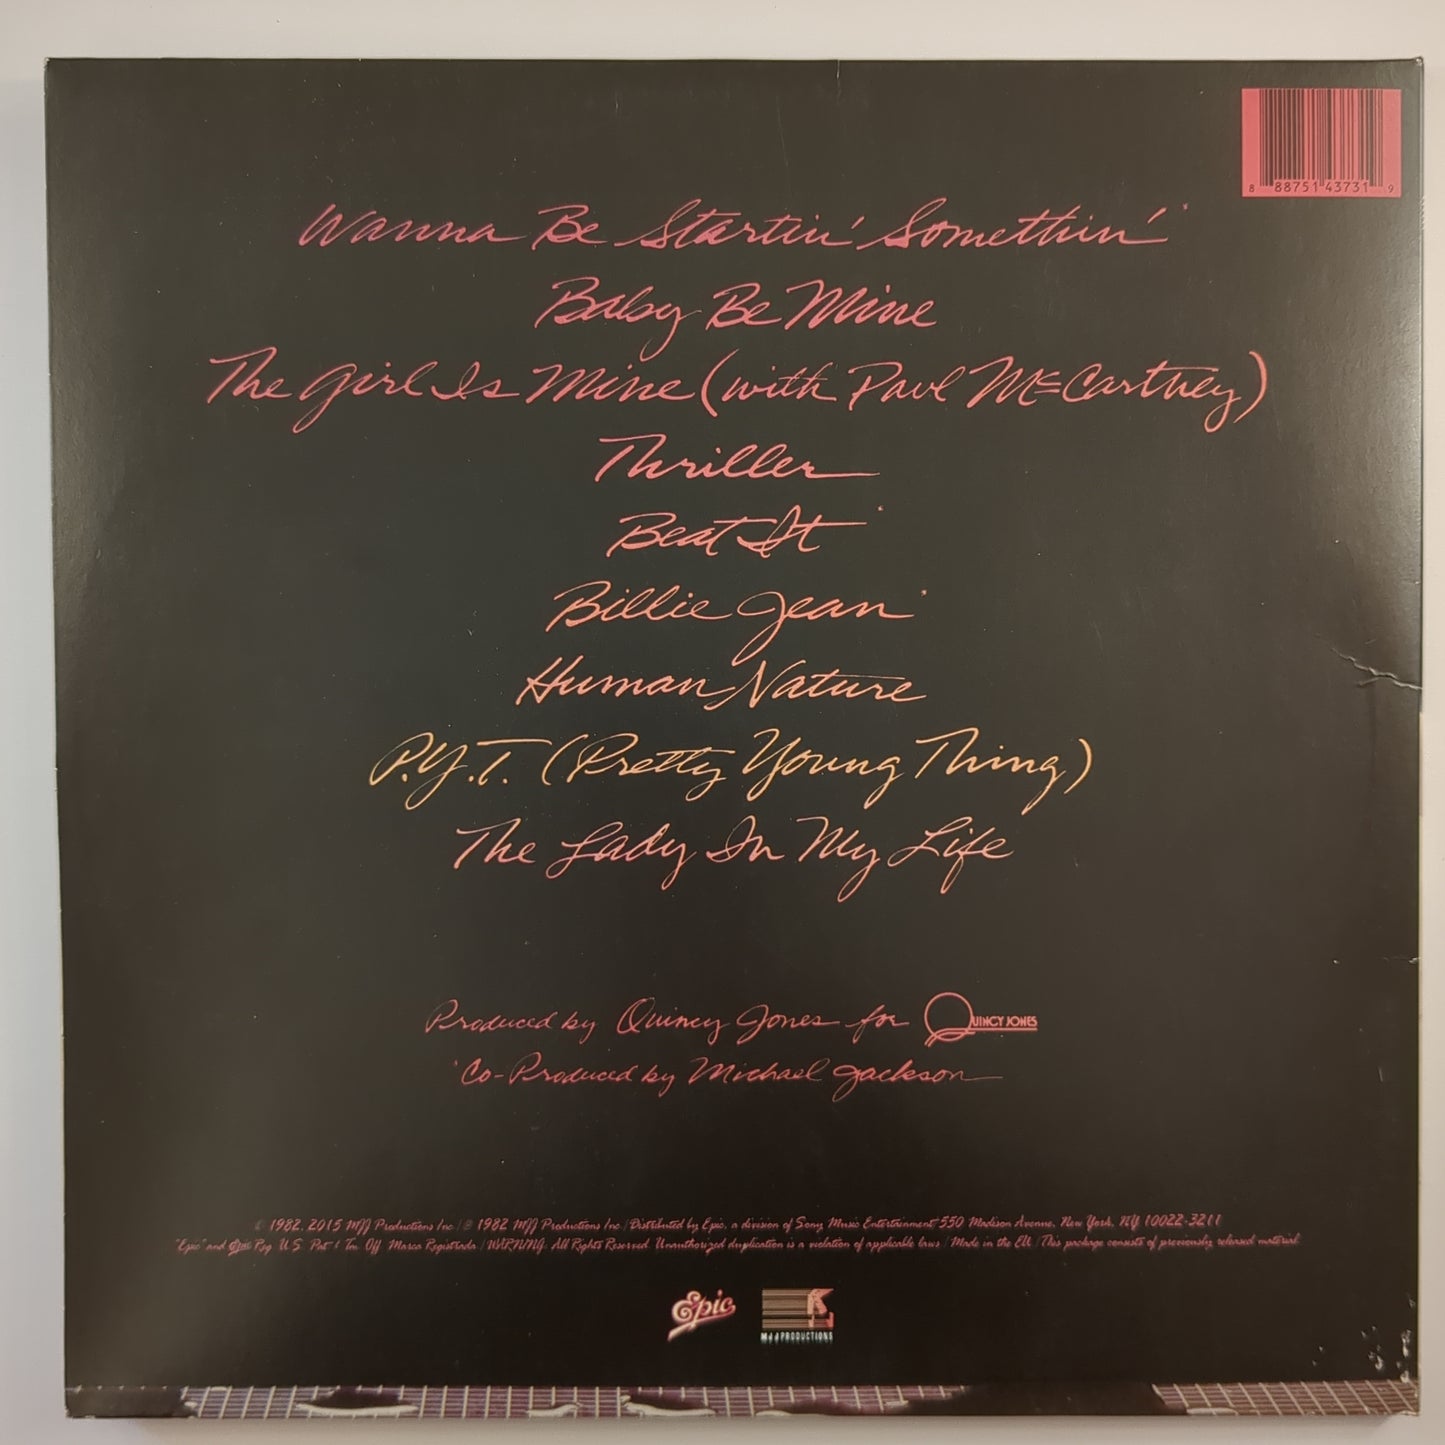 8 88751 43731 9
Wanna Be Startin' Somethin'*
Baby Be Mine
The Girl Is Mine (with Paul McCartney)
Thriller
Beat It*
Billie Jean*
Human Nature
P.Y.T. (Pretty Young Thing)
The Lady In My Life
Produced by Quincy Jones for QUINCY JONES
*Co-Produced by Michael Jackson
© 1982, 2015 MJJ Productions Inc. / ℗ 1982 MJJ Productions Inc. / Distributed by Epic, a division of Sony Music Entertainment/550 Madison Avenue, New York, NY 10022-3211
"Epic" and Epic Reg. U.S. Pat. & Tm. Off. Marca Registrada./WARNING: All Rights Reserved. Unauthorized duplication is a violation of applicable laws./Made in the EU/This package consists of previously released material.
Epic
MJJ PRODUCTIONS